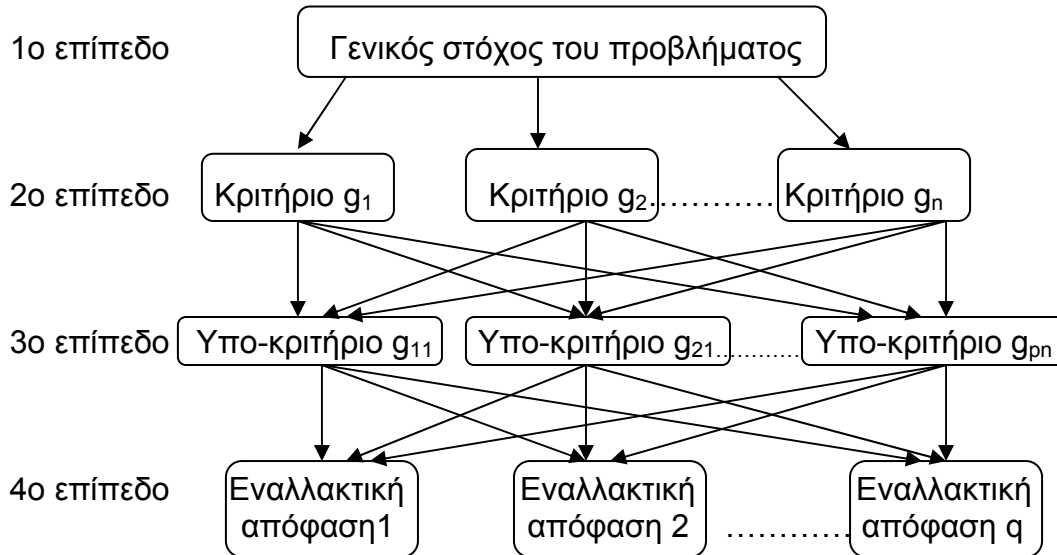 1ο επίπεδο Γενικός στόχος του προβλήματος
2ο επίπεδο Κριτήριο g₁ Κριτήριο g₂............ Κριτήριο gₙ
3ο επίπεδο Υπο-κριτήριο g₁₁ Υπο-κριτήριο g₂₁........... Υπο-κριτήριο gₚₙ
4ο επίπεδο Εναλλακτική Εναλλακτική Εναλλακτική
απόφαση1 απόφαση 2 ............ απόφαση q